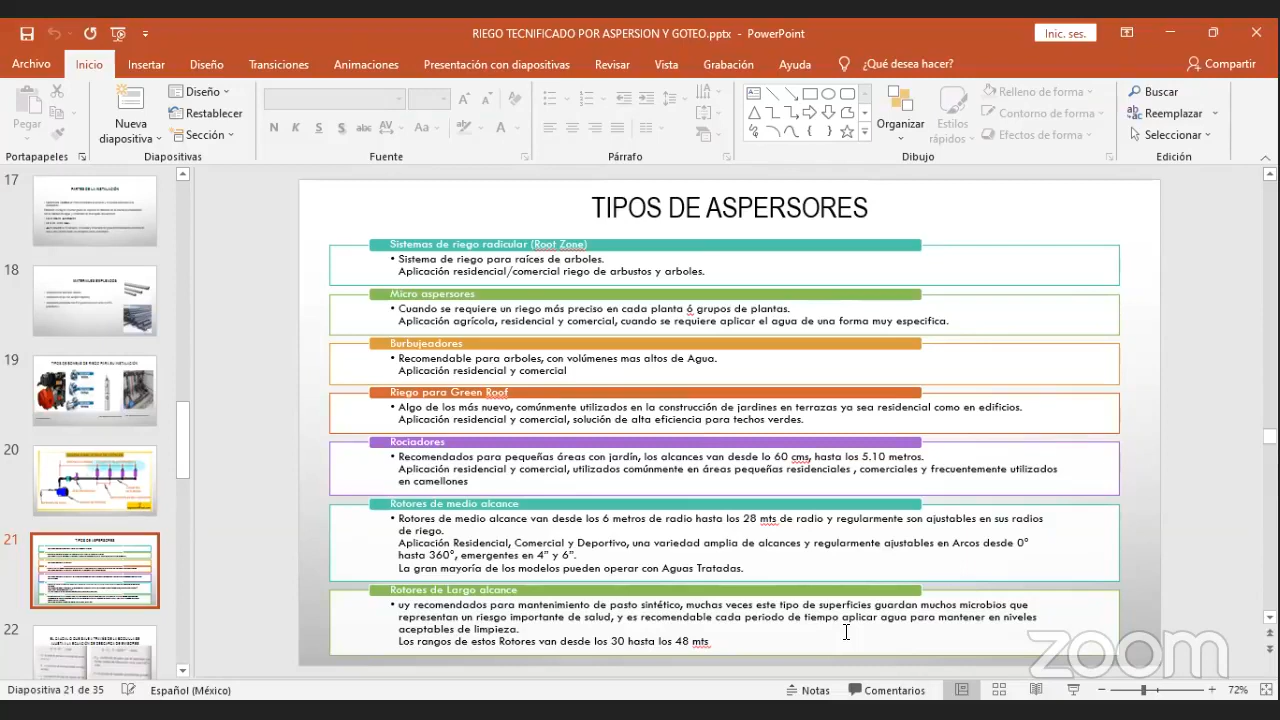 RIEGO TECNIFICADO POR ASPERSION Y GOTEO.pptx - PowerPoint
Inic. ses.
Archivo Inicio Insertar Diseño Transiciones Animaciones Presentación con diapositivas Revisar Vista Grabación Ayuda ¿Qué desea hacer? Compartir
Pegar
Nueva diapositiva
Diseño
Restablecer
Sección
N K S S abc AV Aa A
Organizar
Estilos rápidos
Relleno de forma
Contorno de forma
Efectos de forma
Buscar
Reemplazar
Seleccionar
Portapapeles Diapositivas Fuente Párrafo Dibujo Edición
17
PARTES DE LA INSTALACIÓN
18
MATERIALES EMPLEADOS
19
20
21
TIPOS DE ASPERSORES
22
TIPOS DE ASPERSORES
Sistemas de riego radicular (Root Zone)
• Sistema de riego para raíces de arboles.
Aplicación residencial/comercial riego de arbustos y arboles.
Micro aspersores
• Cuando se requiere un riego más preciso en cada planta ó grupos de plantas.
Aplicación agrícola, residencial y comercial, cuando se requiere aplicar el agua de una forma muy especifica.
Burbujeadores
• Recomendable para arboles, con volúmenes mas altos de Agua.
Aplicación residencial y comercial
Riego para Green Roof
• Algo de los más nuevo, comúnmente utilizados en la construcción de jardines en terrazas ya sea residencial como en edificios.
Aplicación residencial y comercial, solución de alta eficiencia para techos verdes.
Rociadores
• Recomendados para pequeñas áreas con jardín, los alcances van desde lo 60 cms, hasta los 5.10 metros.
Aplicación residencial y comercial, utilizados comúnmente en áreas pequeñas residenciales , comerciales y frecuentemente utilizados
en camellones
Rotores de medio alcance
• Rotores de medio alcance van desde los 6 metros de radio hasta los 28 mts de radio y regularmente son ajustables en sus radios
de riego.
Aplicación Residencial, Comercial y Deportivo, una variedad amplia en alcances y regularmente ajustables en Arcos desde 0°
hasta 360°, emergentes en 4" y 6".
La gran mayoría de los modelos pueden operar con Aguas Tratadas.
Rotores de Largo alcance
• uy recomendados para mantenimiento de pasto sintético, muchas veces este tipo de superficies guardan muchos microbios que
representan un riesgo importante de salud, y es recomendable cada periodo de tiempo aplicar agua para mantener en niveles
aceptables de limpieza.
Los rangos de estos Rotores van desde los 30 hasta los 48 mts
zoom
Diapositiva 21 de 35 Español (México) Notas Comentarios 72%